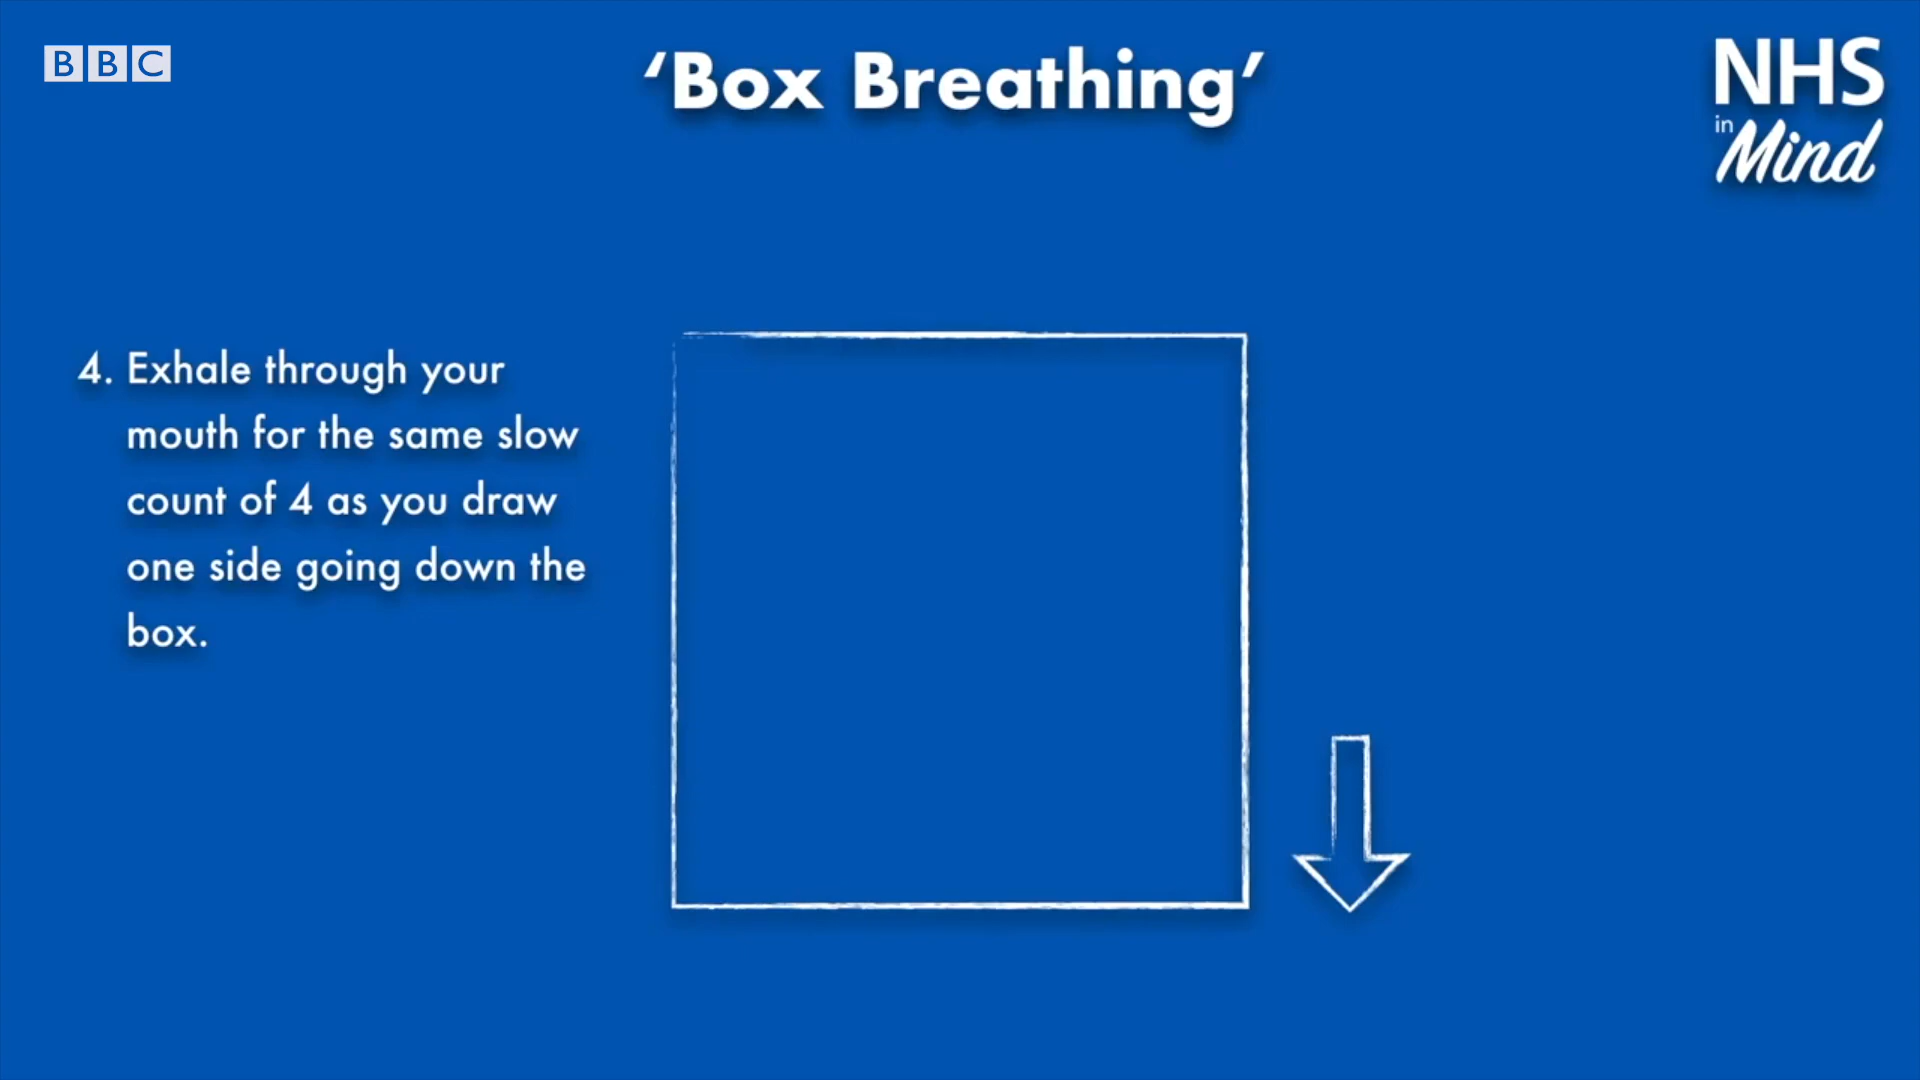 BBC
‘Box Breathing’
NHS
in
Mind
4. Exhale through your
mouth for the same slow
count of 4 as you draw
one side going down the
box.